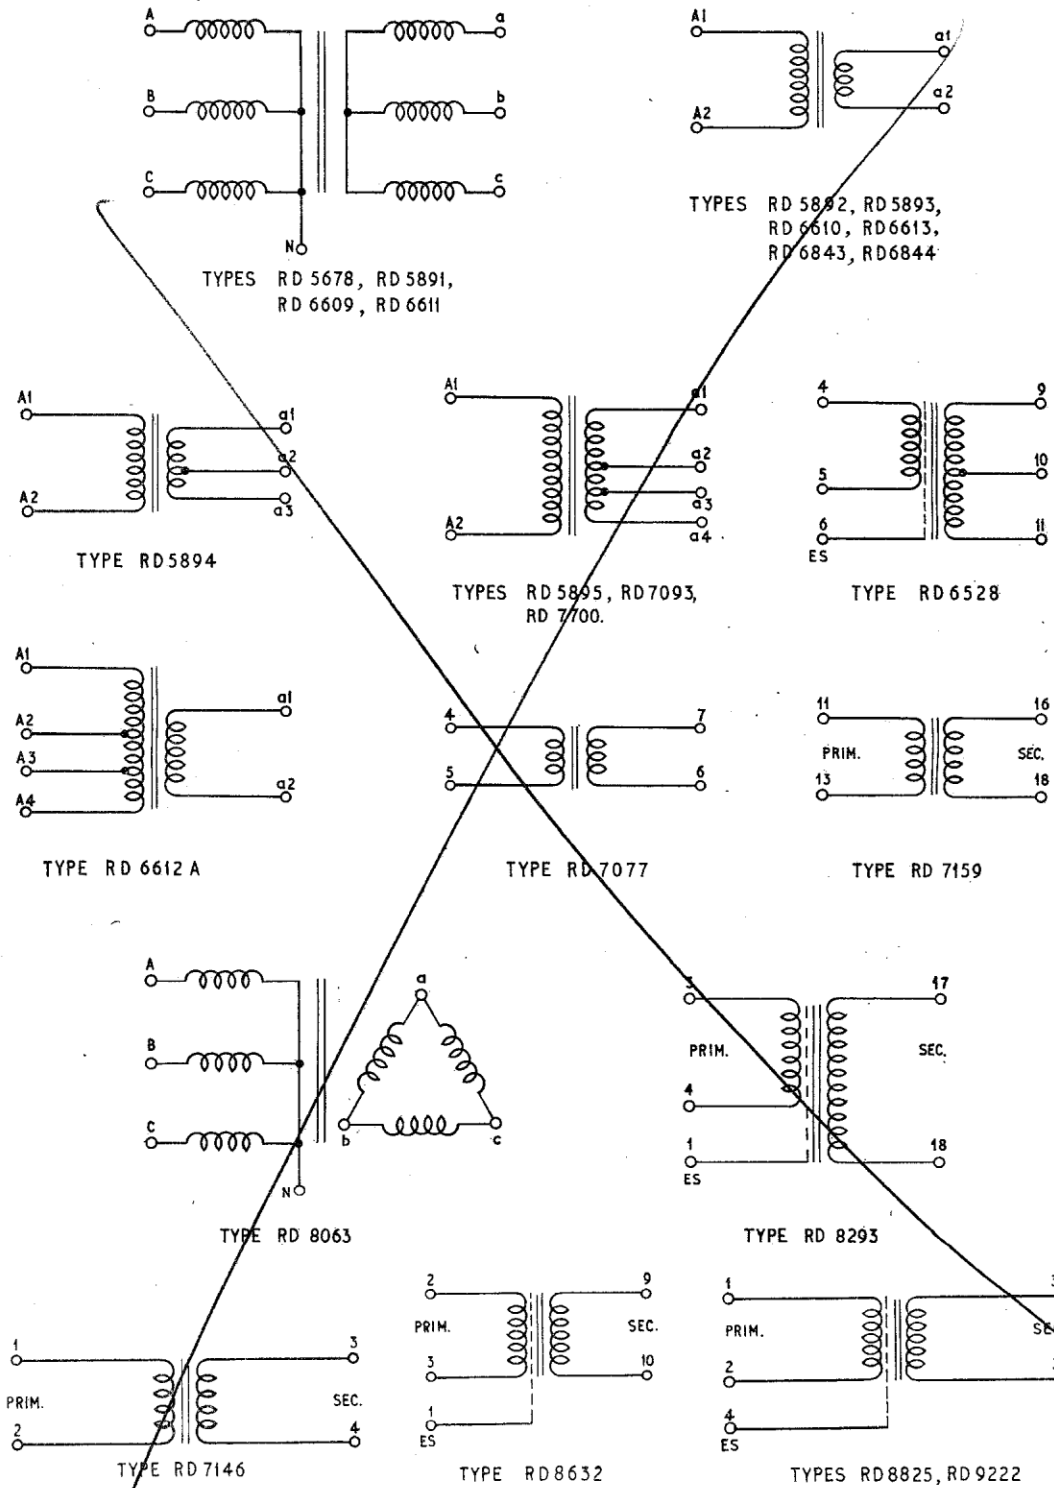 A
a
B
b
C
c
N
TYPES RD 5678, RD 5891,
RD 6609, RD 6611
A1
a1
A2
a2
TYPES RD 5892, RD 5893,
RD 6610, RD 6613,
RD 6843, RD 6844
A1
a1
a2
A2
a3
TYPE RD 5894
A1
a1
a2
a3
A2
a4
TYPES RD 5895, RD 7093,
RD 7700.
4
9
10
5
6
11
ES
TYPE RD 6528
A1
a1
A2
A3
a2
A4
TYPE RD 6612 A
4
7
5
6
TYPE RD 7077
11
16
PRIM.
SEC.
13
18
TYPE RD 7159
A
a
B
C
b
c
N
TYPE RD 8063
3
17
PRIM.
SEC.
4
1
18
ES
TYPE RD 8293
1
3
PRIM.
SEC.
2
4
TYPE RD 7146
2
9
PRIM.
SEC.
3
10
1
ES
TYPE RD 8632
1
3
PRIM.
2
4
ES
TYPES RD 8825, RD 9222